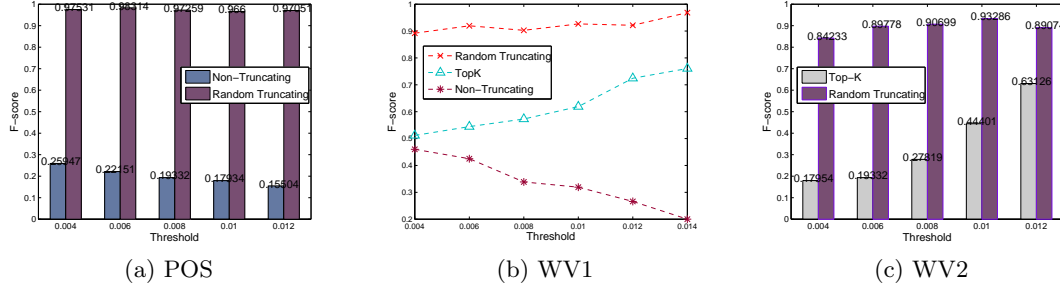 1
0.9
0.8
0.7
0.6
0.5
0.4
0.3
0.2
0.1
0
F-score
0.97531
0.98314
0.97259
0.966
0.97051
Non-Truncating
Random Truncating
0.25947
0.22151
0.19332
0.17934
0.15504
0.004 0.006 0.008 0.01 0.012
Threshold
(a) POS
1
0.9
0.8
0.7
0.6
0.5
0.4
0.3
0.2
F-score
Random Truncating
TopK
Non-Truncating
0.004 0.006 0.008 0.01 0.012 0.014
Threshold
(b) WV1
1
0.9
0.8
0.7
0.6
0.5
0.4
0.3
0.2
0.1
0
F-score
0.84233
0.89778
0.90699
0.93286
0.89074
Top-K
Random Truncating
0.17954
0.19332
0.27819
0.44401
0.63126
0.004 0.006 0.008 0.01 0.012
Threshold
(c) WV2